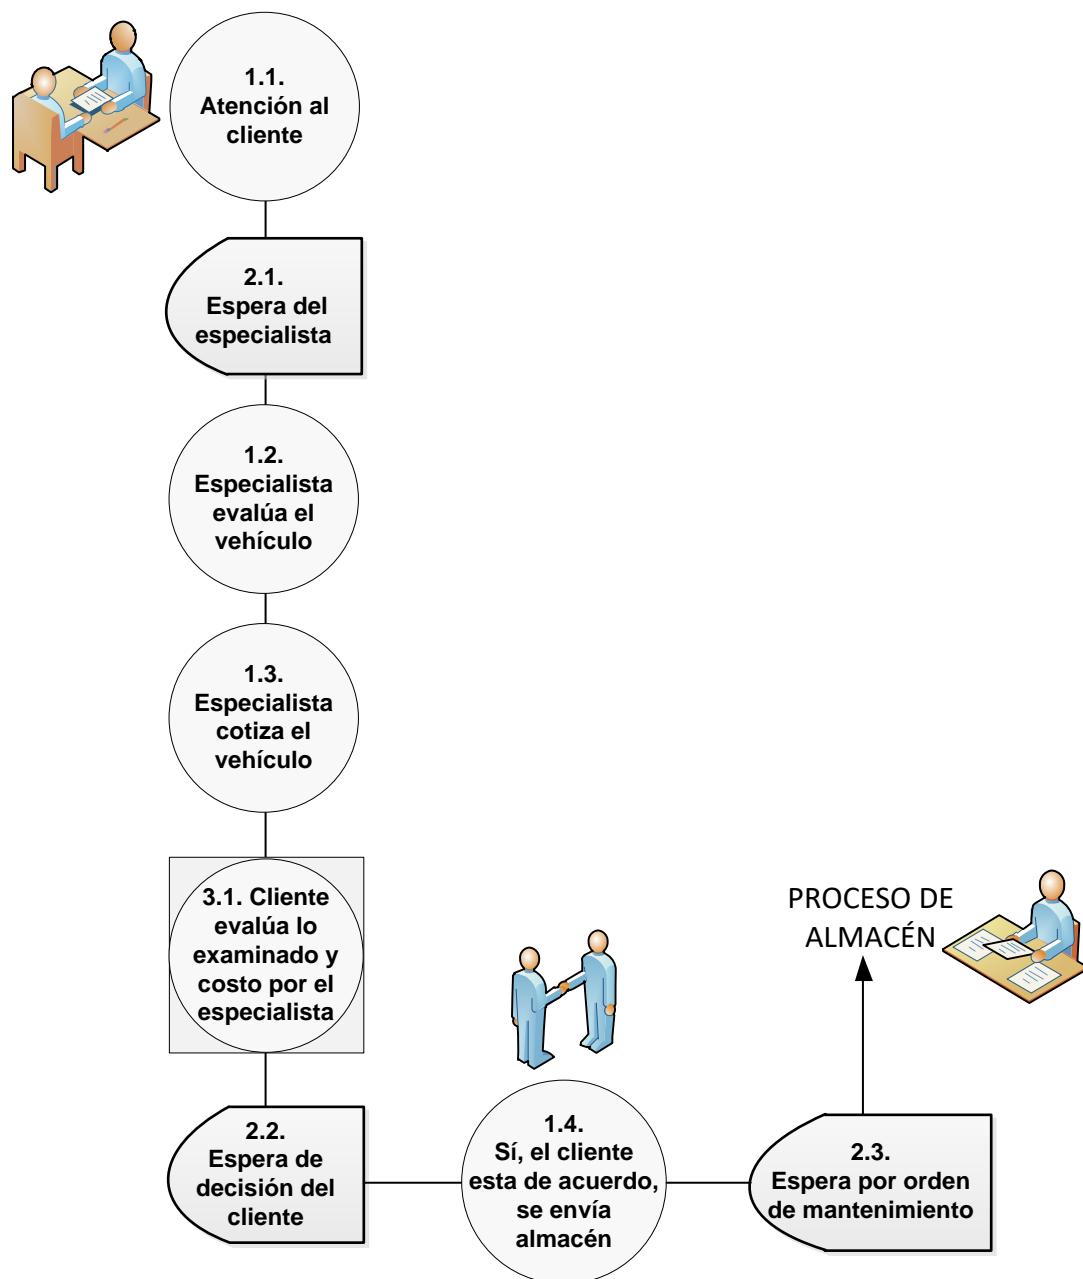 1.1.
Atención al
cliente
2.1.
Espera del
especialista
1.2.
Especialista
evalúa el
vehículo
1.3.
Especialista
cotiza el
vehículo
3.1. Cliente
evalúa lo
examinado y
costo por el
especialista
2.2.
Espera de
decisión del
cliente
1.4.
Sí, el cliente
esta de acuerdo,
se envía
almacén
2.3.
Espera por orden
de mantenimiento
PROCESO DE
ALMACÉN